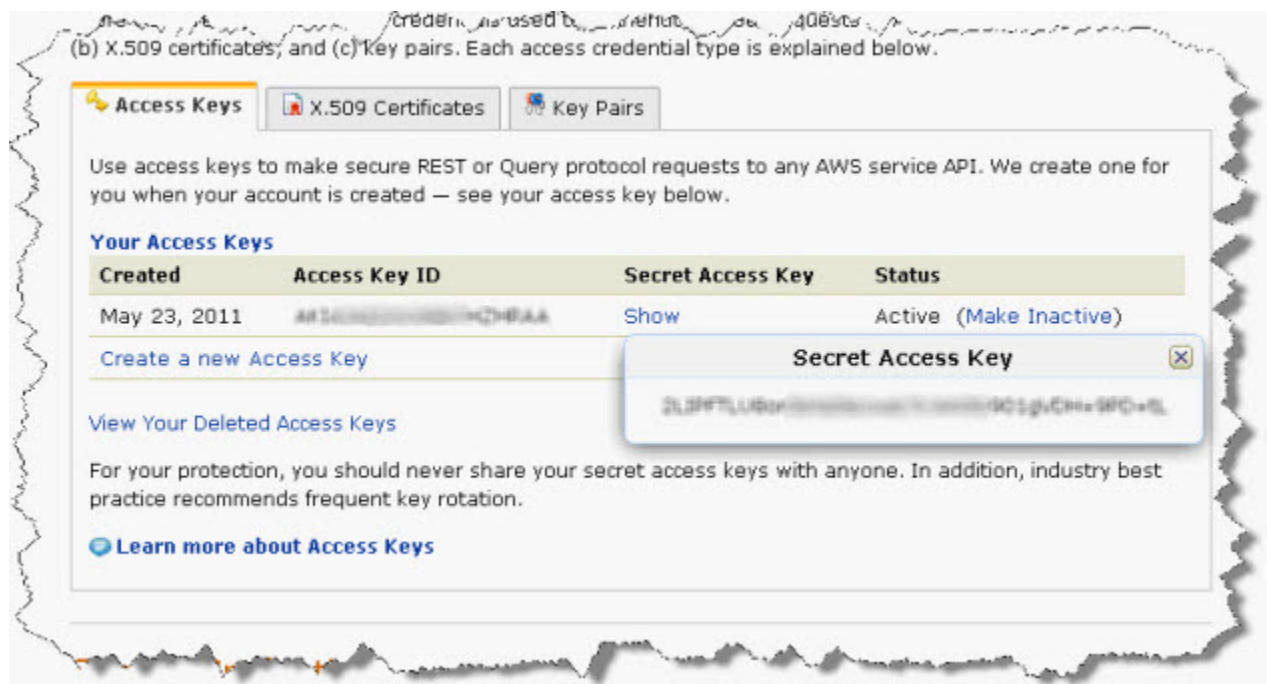 (b) X.509 certificates, and (c) key pairs. Each access credential type is explained below.
Access Keys X.509 Certificates Key Pairs
Use access keys to make secure REST or Query protocol requests to any AWS service API. We create one for
you when your account is created — see your access key below.
Your Access Keys
Created Access Key ID Secret Access Key Status
May 23, 2011 Show Active (Make Inactive)
Create a new Access Key
Secret Access Key
View Your Deleted Access Keys
For your protection, you should never share your secret access keys with anyone. In addition, industry best
practice recommends frequent key rotation.
Learn more about Access Keys